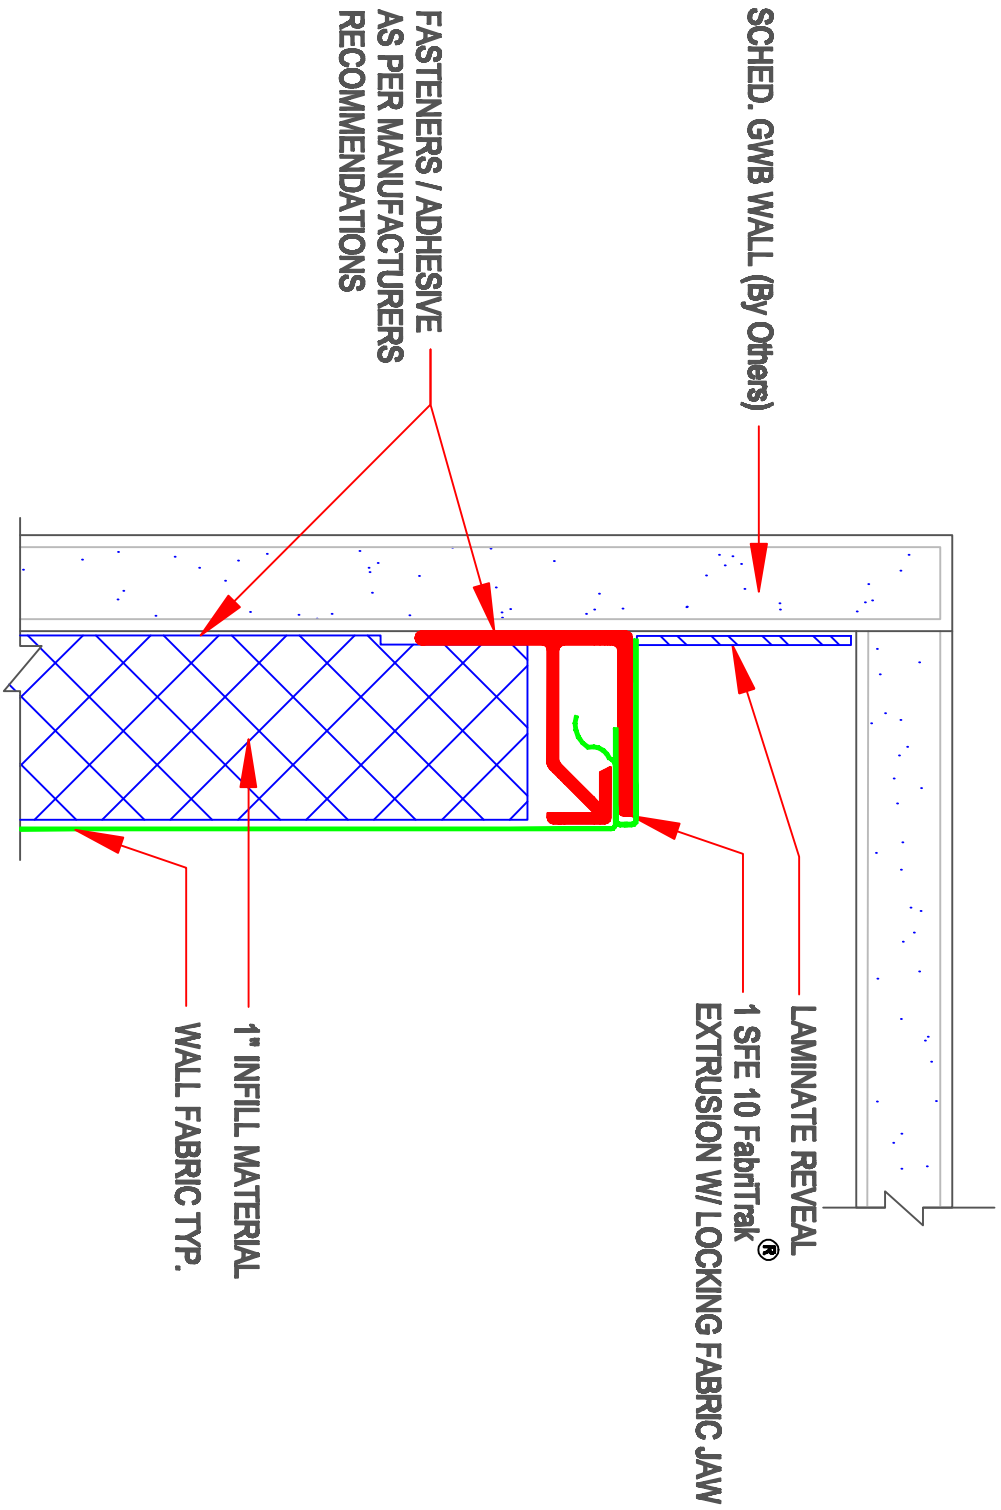 SCHED. GWB WALL (By Others)
FASTENERS / ADHESIVE
AS PER MANUFACTURERS
RECOMMENDATIONS
LAMINATE REVEAL
1 SFE 10 FabriTrak®
EXTRUSION W/ LOCKING FABRIC JAW
1" INFILL MATERIAL
WALL FABRIC TYP.